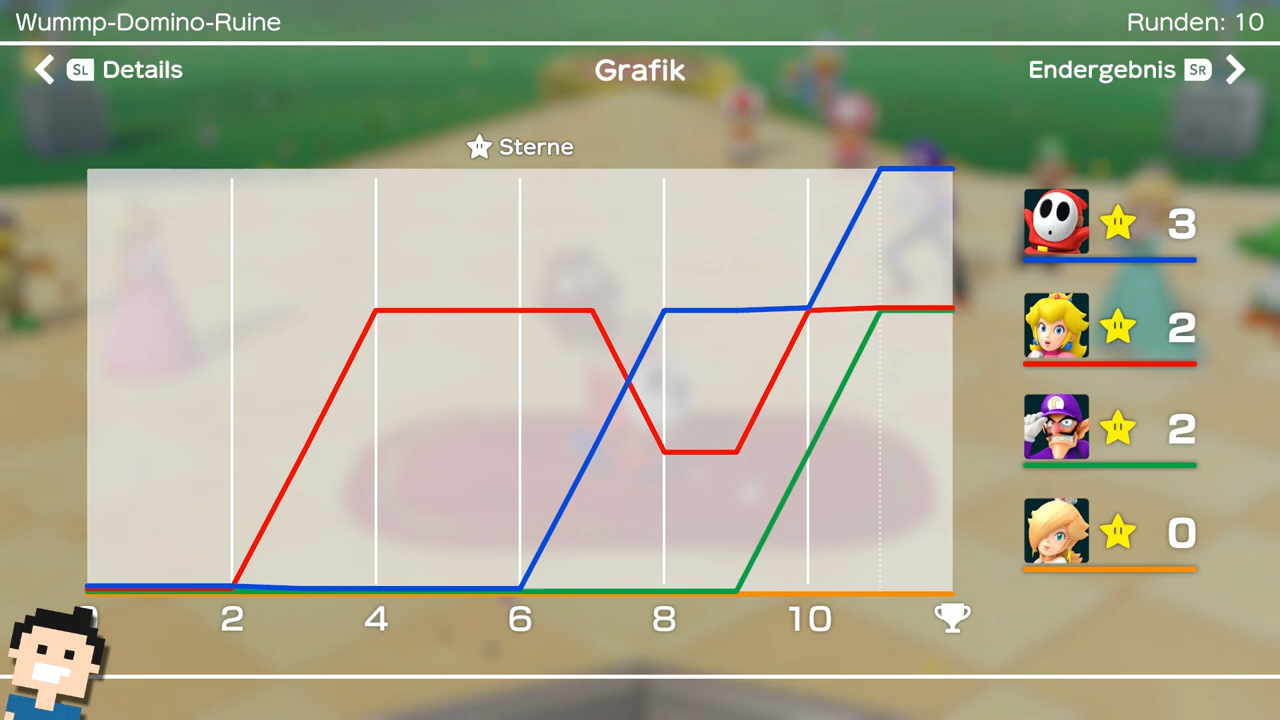 Wummp-Domino-Ruine
Runden: 10
SL Details
Grafik
Endergebnis SR
Sterne
3
2
2
0
2 4 6 8 10